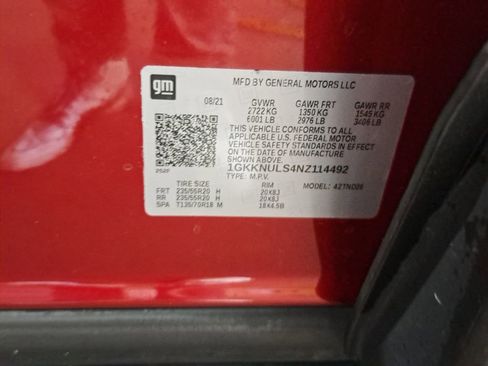 gm
MFD BY GENERAL MOTORS LLC
08/21 GVWR GAWR FRT GAWR RR
2722 KG 1350 KG 1545 KG
6001 LB 2976 LB 3406 LB
THIS VEHICLE CONFORMS TO ALL
APPLICABLE U.S. FEDERAL MOTOR
VEHICLE SAFETY STANDARDS IN EFFECT
ON THE DATE OF MANUFACTURE
SHOWN ABOVE.
1GKKNULS4NZ114492
TYPE: M.P.V.
TIRE SIZE RIM MODEL: 42TND26
FRT 235/55R20 H 20X8J
RR 235/55R20 H 20X8J
SPA T135/70R18 M 18X4.5B